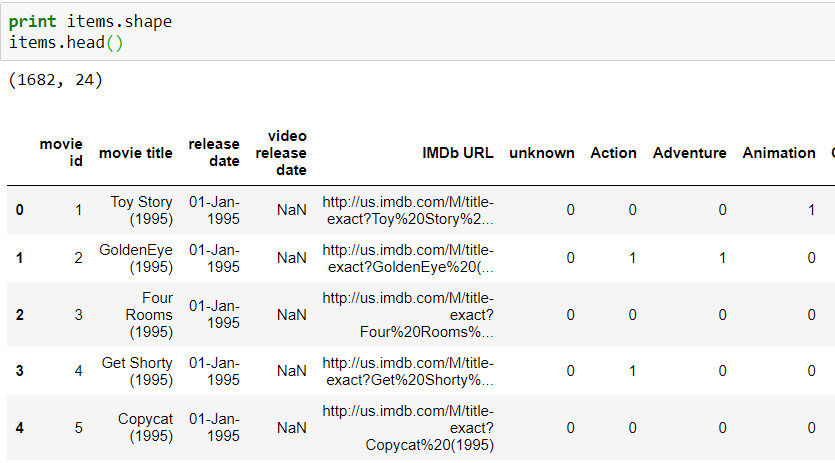 print items.shape
items.head()
(1682, 24)
movie id movie title release date video release date IMDb URL unknown Action Adventure Animation
0 1 Toy Story (1995) 01-Jan-1995 NaN http://us.imdb.com/M/title-exact?Toy%20Story%2... 0 0 0 1
1 2 GoldenEye (1995) 01-Jan-1995 NaN http://us.imdb.com/M/title-exact?GoldenEye%20(... 0 1 1 0
2 3 Four Rooms (1995) 01-Jan-1995 NaN http://us.imdb.com/M/title-exact?Four%20Rooms%... 0 0 0 0
3 4 Get Shorty (1995) 01-Jan-1995 NaN http://us.imdb.com/M/title-exact?Get%20Shorty%... 0 1 0 0
4 5 Copycat (1995) 01-Jan-1995 NaN http://us.imdb.com/M/title-exact?Copycat%20(1995) 0 0 0 0